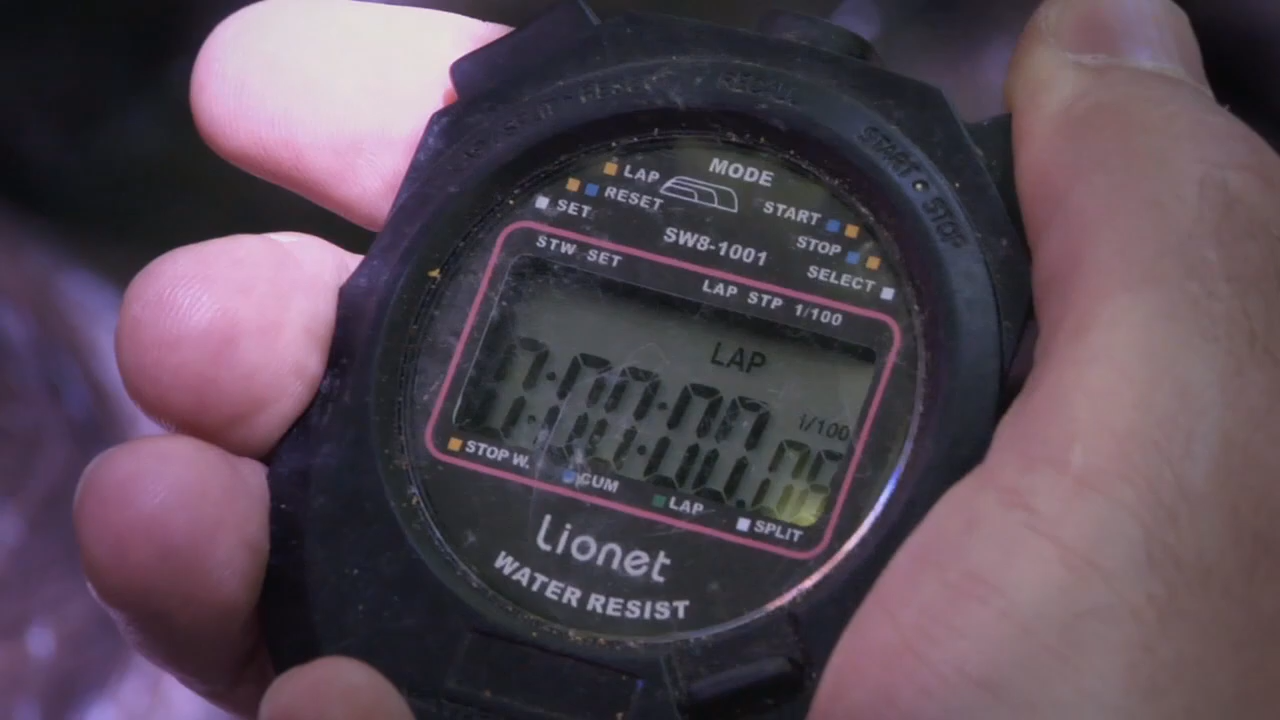 RECALL
START • STOP
MODE
LAP
RESET
SET
START
STOP
SELECT
SW8-1001
STW SET
LAP STP 1/100
LAP
0:00:00
1/100
STOP W.
CUM
LAP
SPLIT
Lionet
WATER RESIST